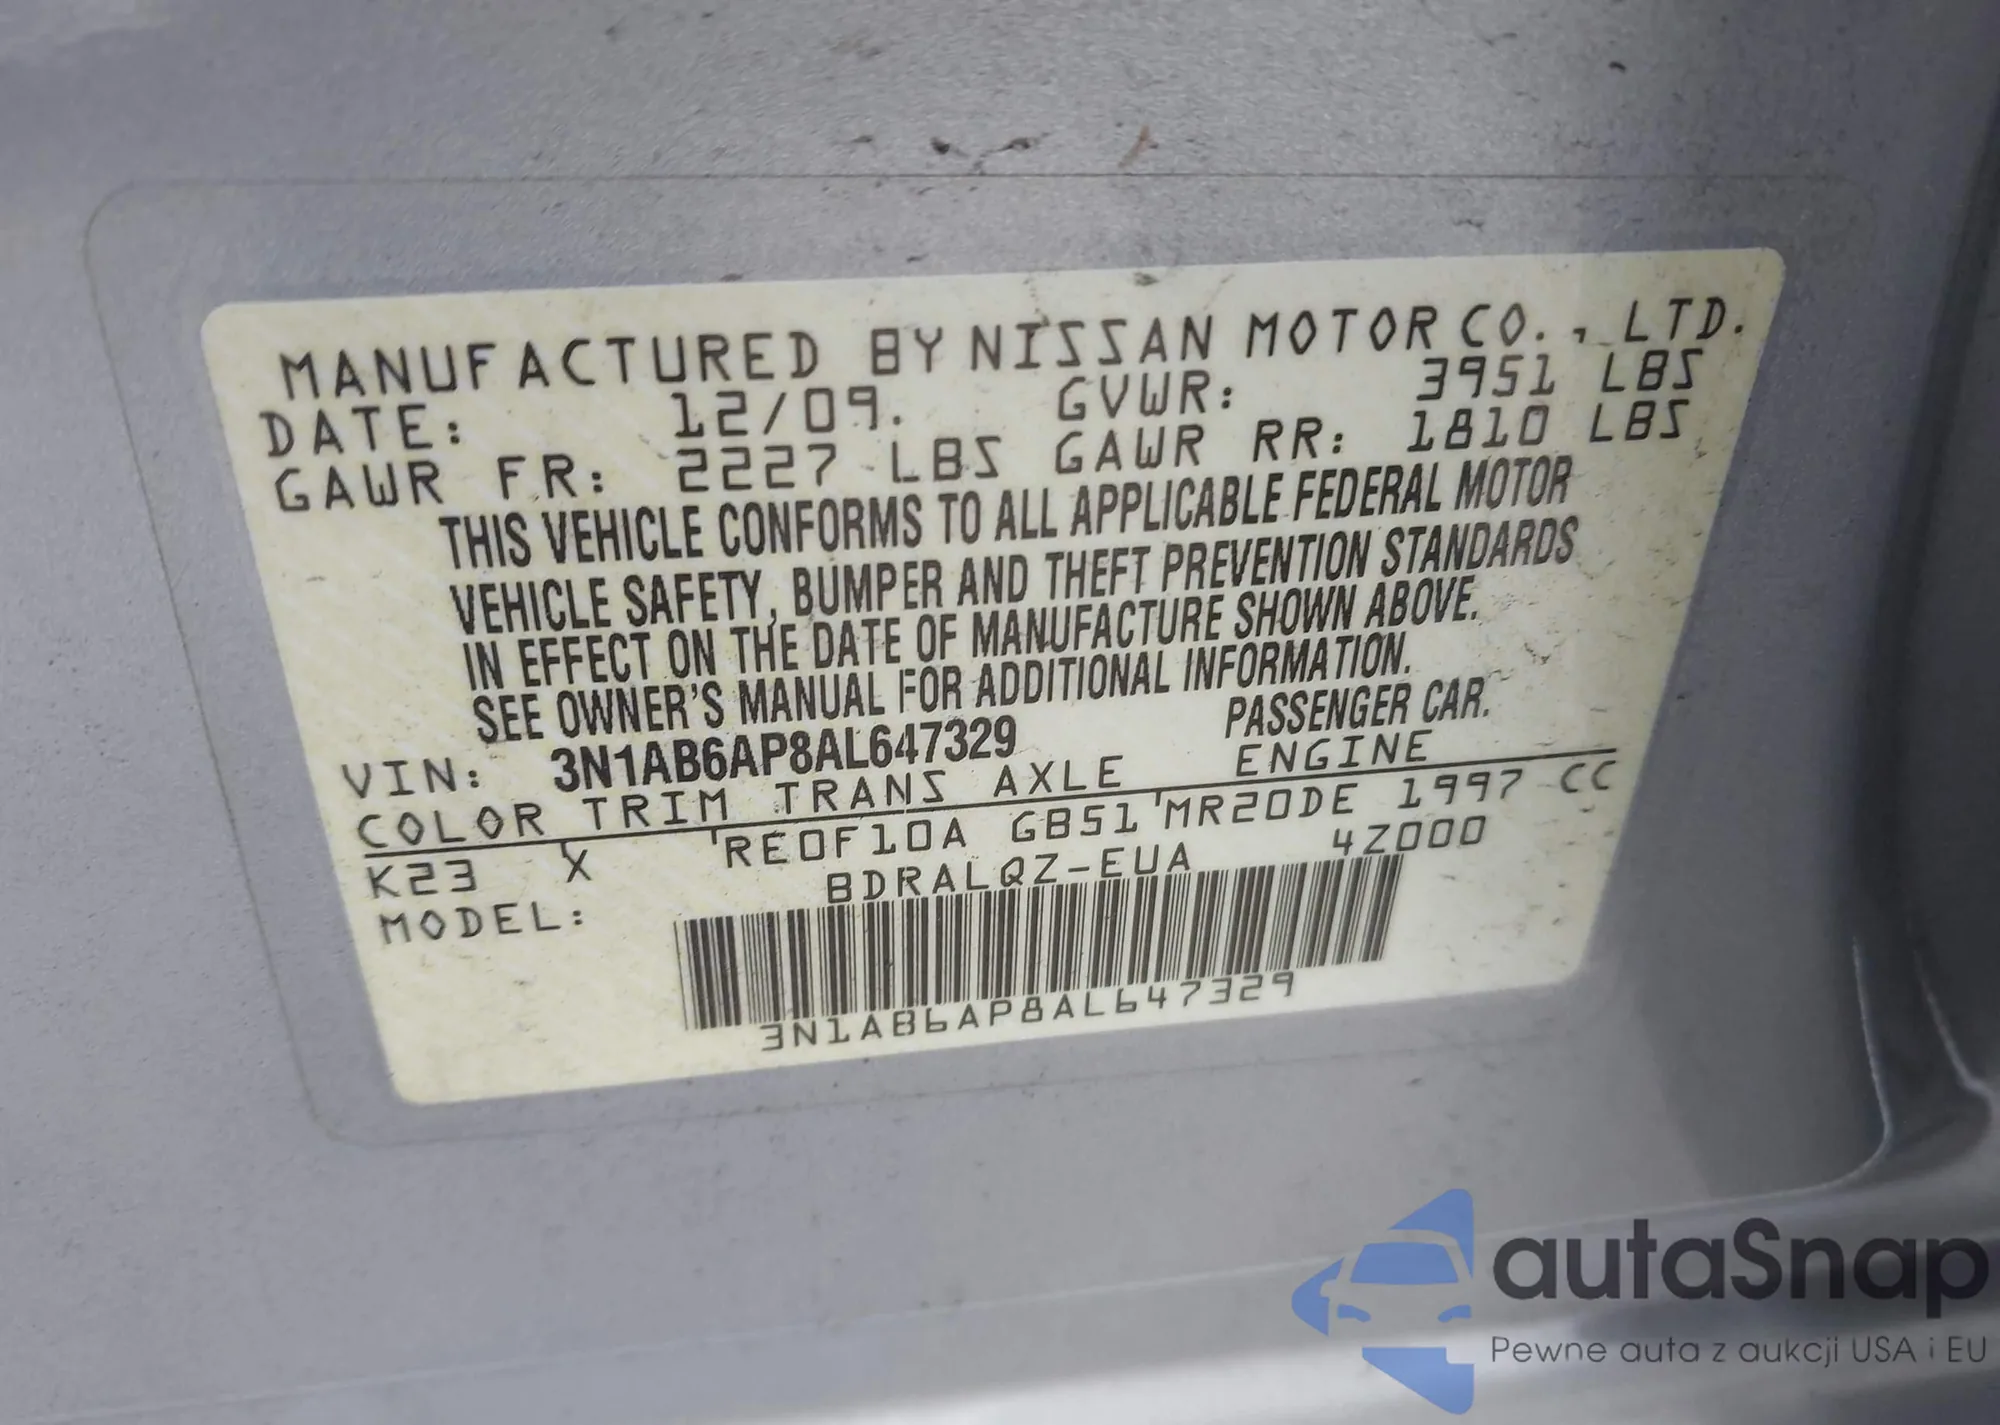 MANUFACTURED BY NISSAN MOTOR CO., LTD.
DATE: 12/09. GVWR: 3951 LBS
GAWR FR: 2227 LBS GAWR RR: 1810 LBS
THIS VEHICLE CONFORMS TO ALL APPLICABLE FEDERAL MOTOR
VEHICLE SAFETY, BUMPER AND THEFT PREVENTION STANDARDS
IN EFFECT ON THE DATE OF MANUFACTURE SHOWN ABOVE.
SEE OWNER'S MANUAL FOR ADDITIONAL INFORMATION.
VIN: 3N1AB6AP8AL647329 PASSENGER CAR.
COLOR TRIM TRANS AXLE ENGINE
K23 X RE0F10A GB51 MR20DE 1997 CC
MODEL: BDRALQZ-EUA 4Z000
3N1AB6AP8AL647329
autaSnap
Pewne auta z aukcji USA i EU